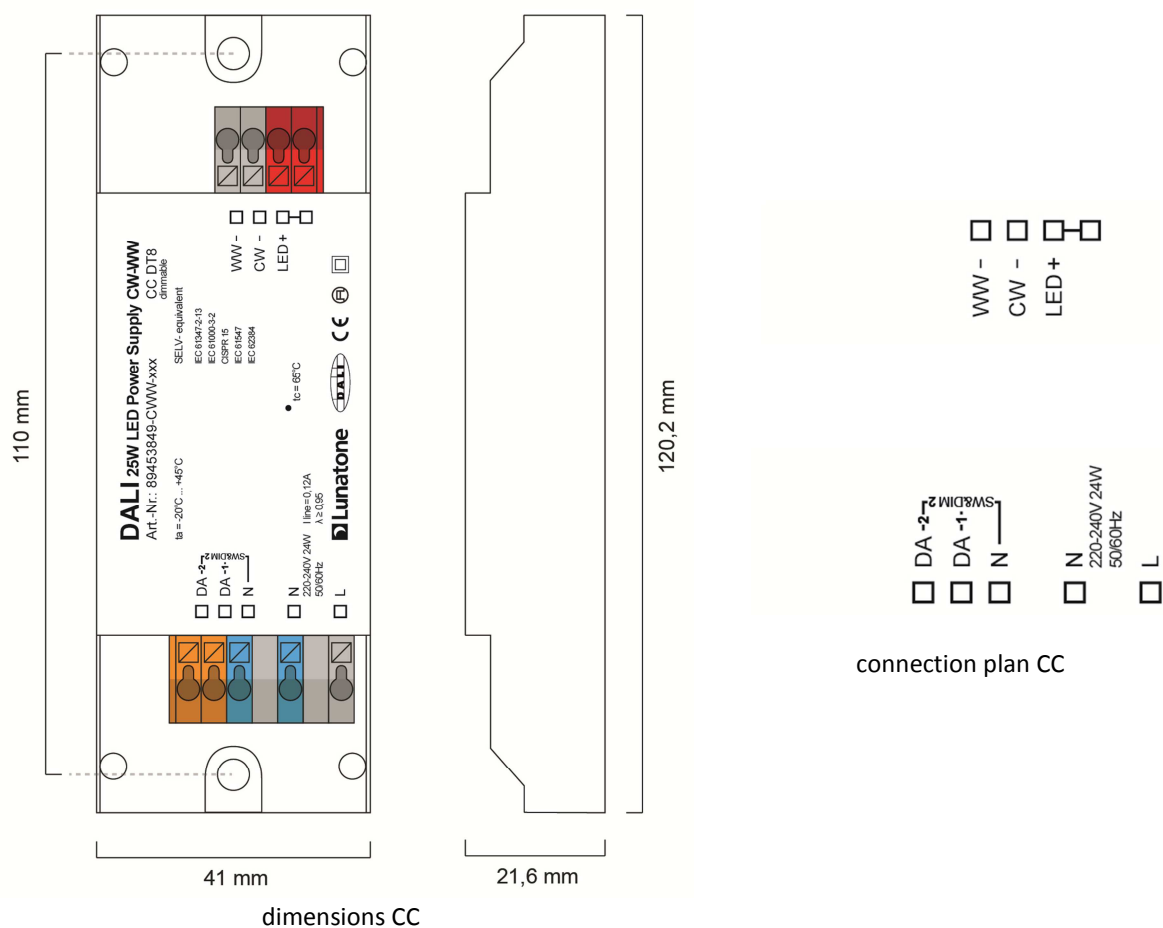 110 mm
DALI 25W LED Power Supply CW-WW
CC DT8
dimmable
Art.-Nr.: 89453849-CWW-xxx
ta = -20°C ... +45°C
SELV- equivalent
IEC 61347-2-13
IEC 61000-3-2
CISPR 15
IEC 61547
IEC 62384
WW -
CW -
LED +
tc = 65°C
DALI
CE
Lunatone
DA -2-
DA -1-
SW&DIM 2
N
N
220-240V 24W I line = 0,12A
50/60Hz λ ≥ 0,95
L
41 mm
dimensions CC
120,2 mm
21,6 mm
WW -
CW -
LED +
DA -2-
DA -1-
SW&DIM 2
N
N
220-240V 24W
50/60Hz
L
connection plan CC